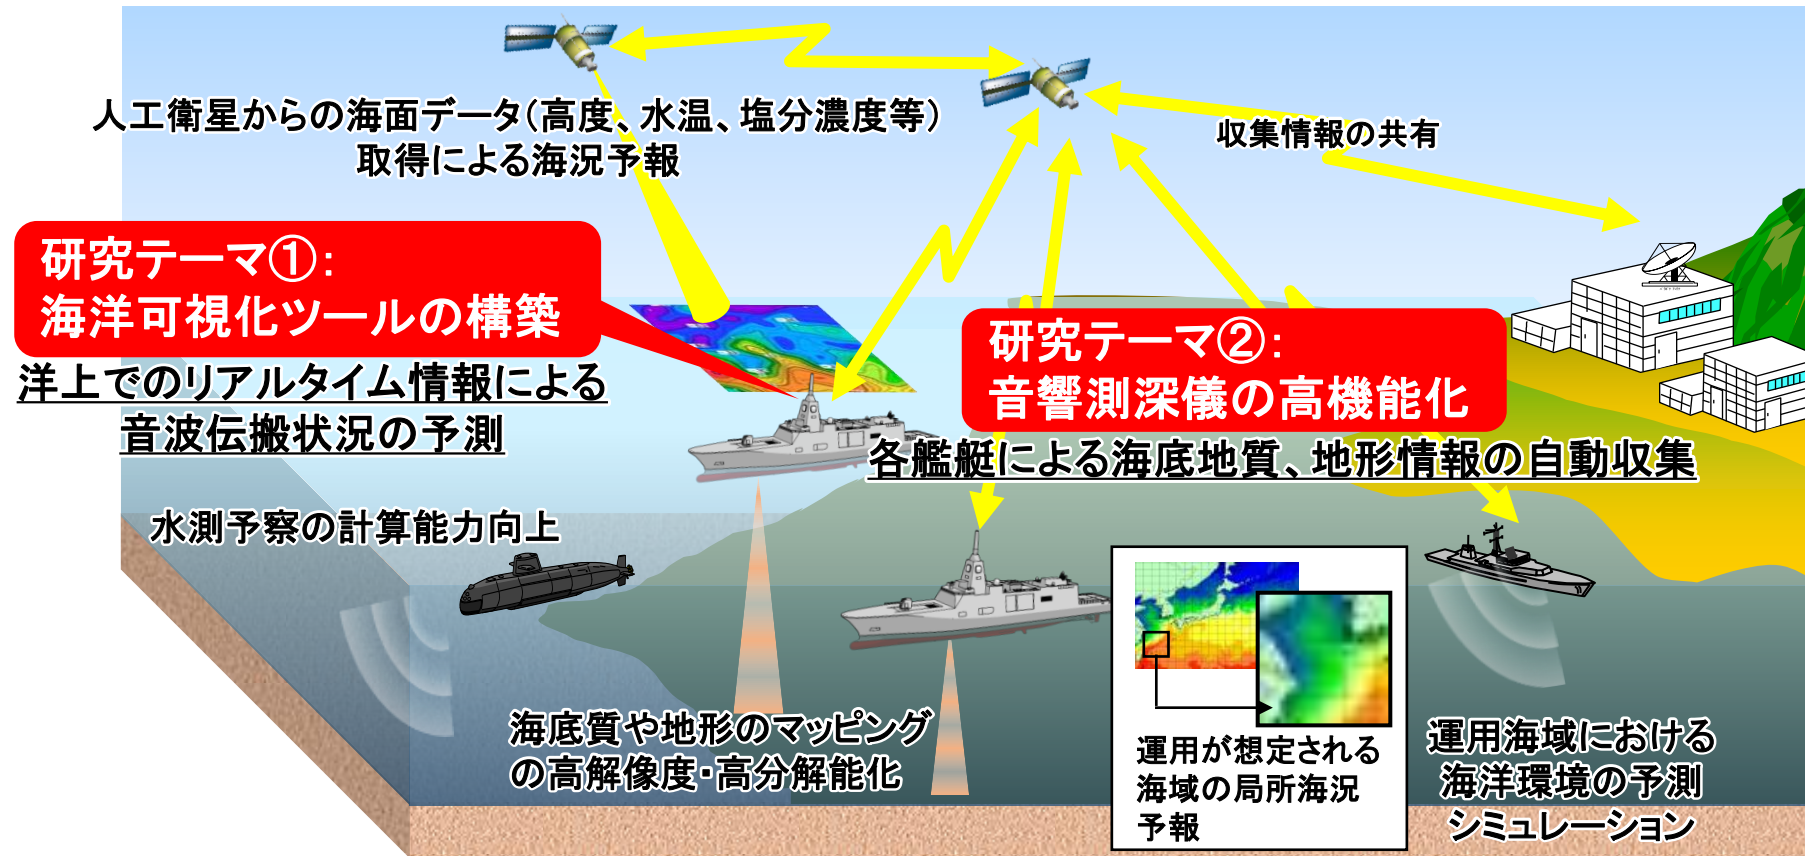 人工衛星からの海面データ(高度、水温、塩分濃度等)
取得による海況予報
収集情報の共有
研究テーマ①:
海洋可視化ツールの構築
洋上でのリアルタイム情報による
音波伝搬状況の予測
研究テーマ②:
音響測深儀の高機能化
各艦艇による海底地質、地形情報の自動収集
水測予察の計算能力向上
海底質や地形のマッピング
の高解像度・高分解能化
運用が想定される
海域の局所海況
予報
運用海域における
海洋環境の予測
シミュレーション